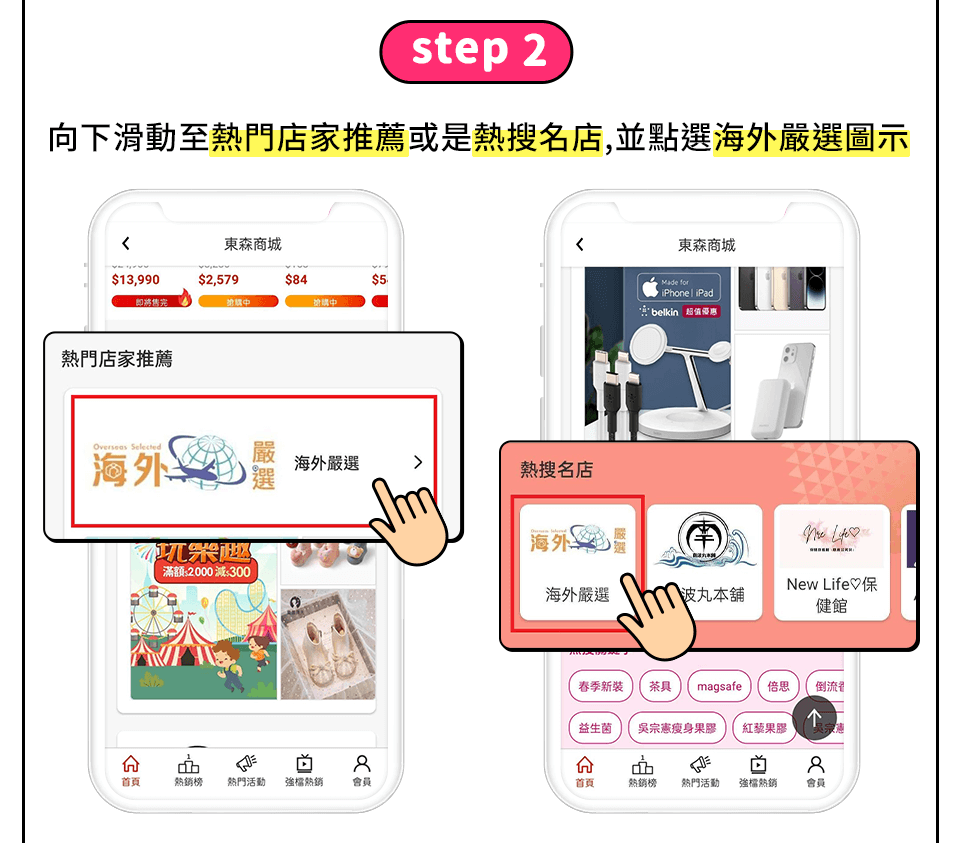 step 2
向下滑動至熱門店家推薦或是熱搜名店,並點選海外嚴選圖示
東森商城
$13,990 $2,579 $84 $5
即將售完 搶購中 搶購中
熱門店家推薦
Overseas Selected
海外 嚴選
海外嚴選
玩樂趣
滿額$2000減$300
首頁 熱銷榜 熱門活動 強檔熱銷 會員
東森商城
Made for
iPhone | iPad
belkin 超值優惠
熱搜名店
Overseas Selected
海外 嚴選
New Life♡
海外嚴選
波丸本舖
New Life♡保
健館
春季新裝 茶具 magsafe 倍思 倒流香
益生菌 吳宗憲瘦身果膠 紅藜果膠 吳宗憲
首頁 熱銷榜 熱門活動 強檔熱銷 會員